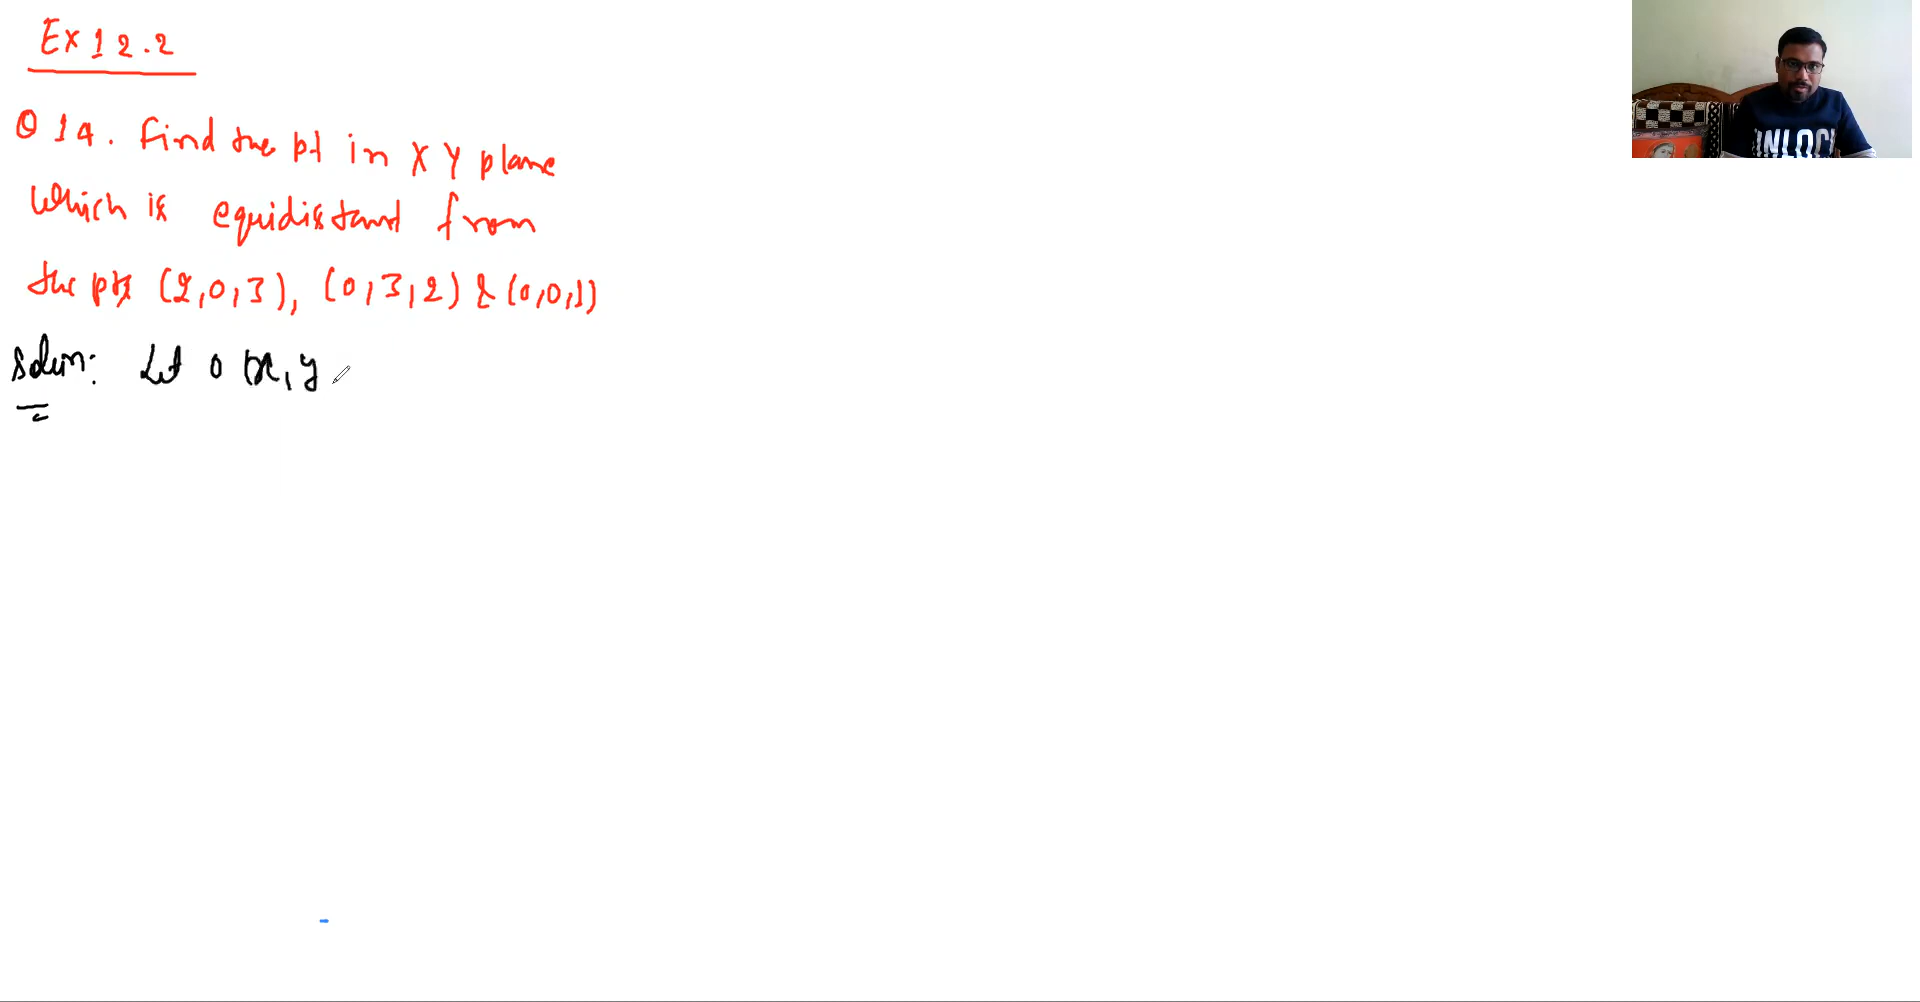 Ex 12.2
Q 14. Find the pt in XY plane
which is equidistant from
the pts (2,0,3), (0,3,2) & (0,0,1)
Soln: Let O (x, y
UNLOC